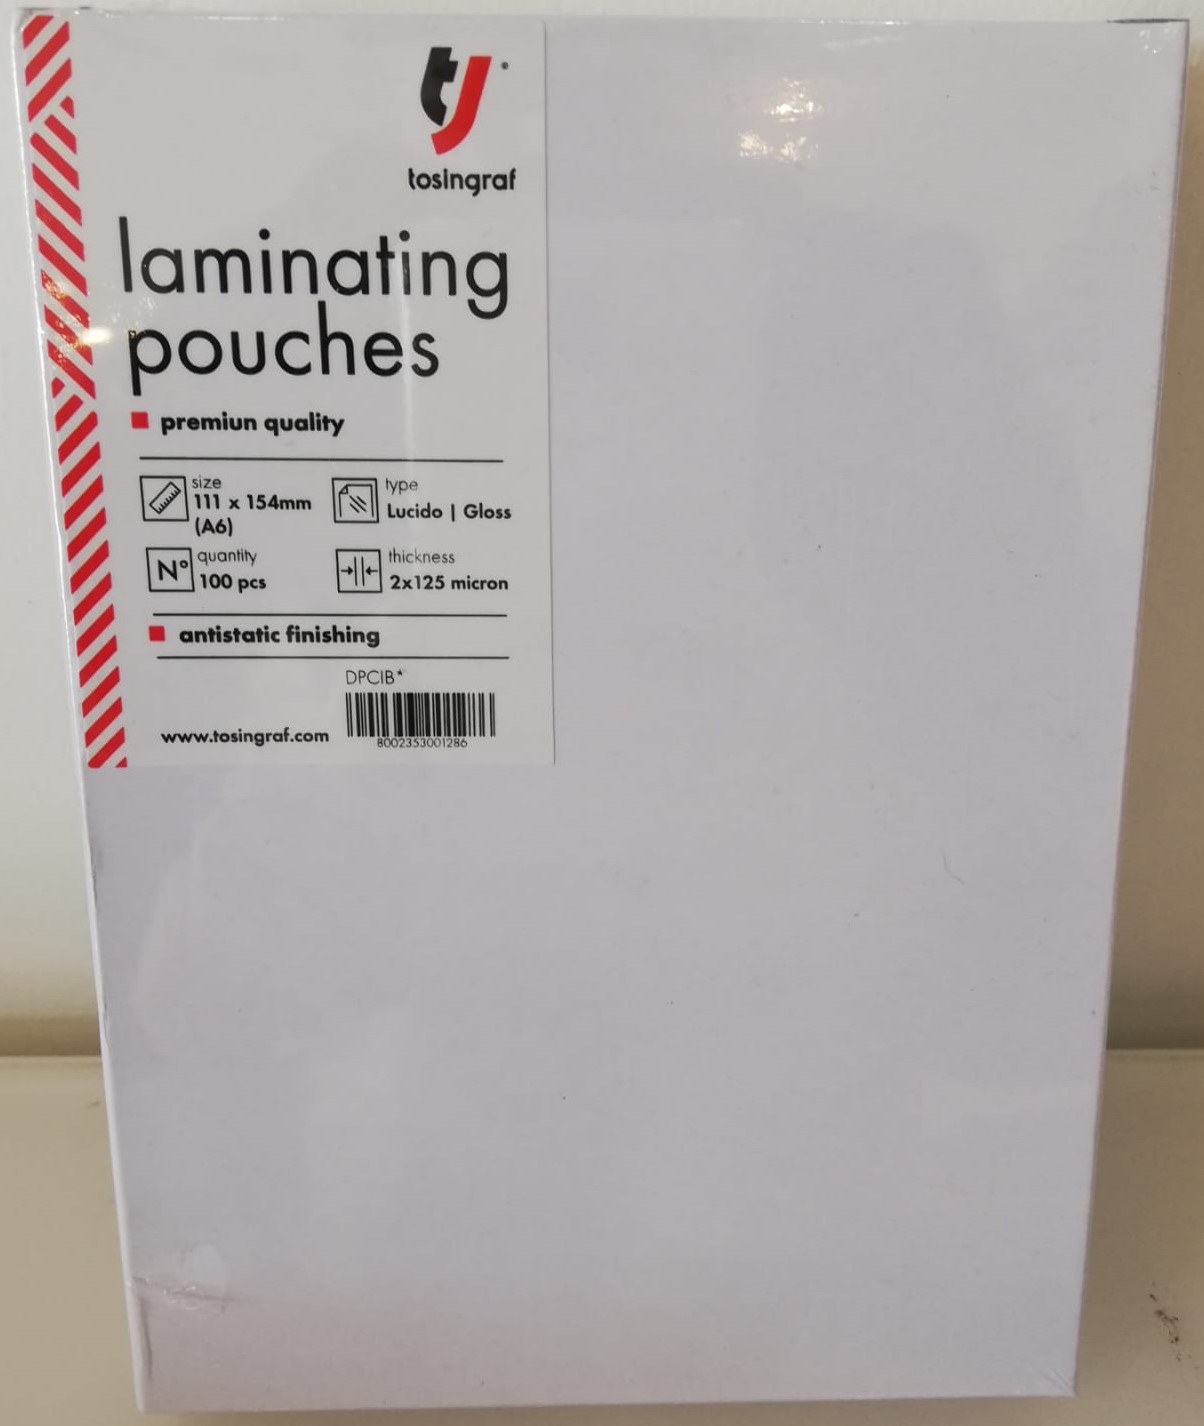 tj
tosingraf
laminating
pouches
premiun quality
size
111 x 154mm
(A6)
type
Lucido | Gloss
N°
quantity
100 pcs
thickness
2x125 micron
antistatic finishing
DPCIB*
www.tosingraf.com
8002353001286